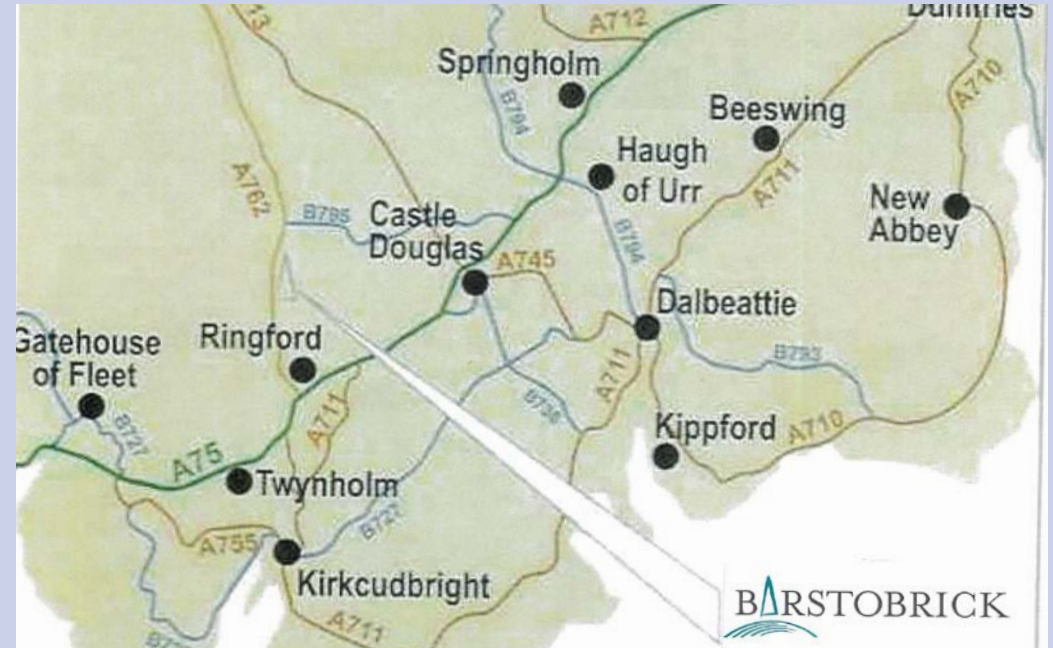 Dumfries
A712
13
Springholm
A710
B794
Beeswing
Haugh
of Urr
A711
A762
New
Abbey
B795
Castle
Douglas
B794
A745
Dalbeattie
Gatehouse
of Fleet
Ringford
B793
A711
B736
A711
B727
Kippford
A710
A75
Twynholm
B727
A755
Kirkcudbright
BARSTOBRICK
A711